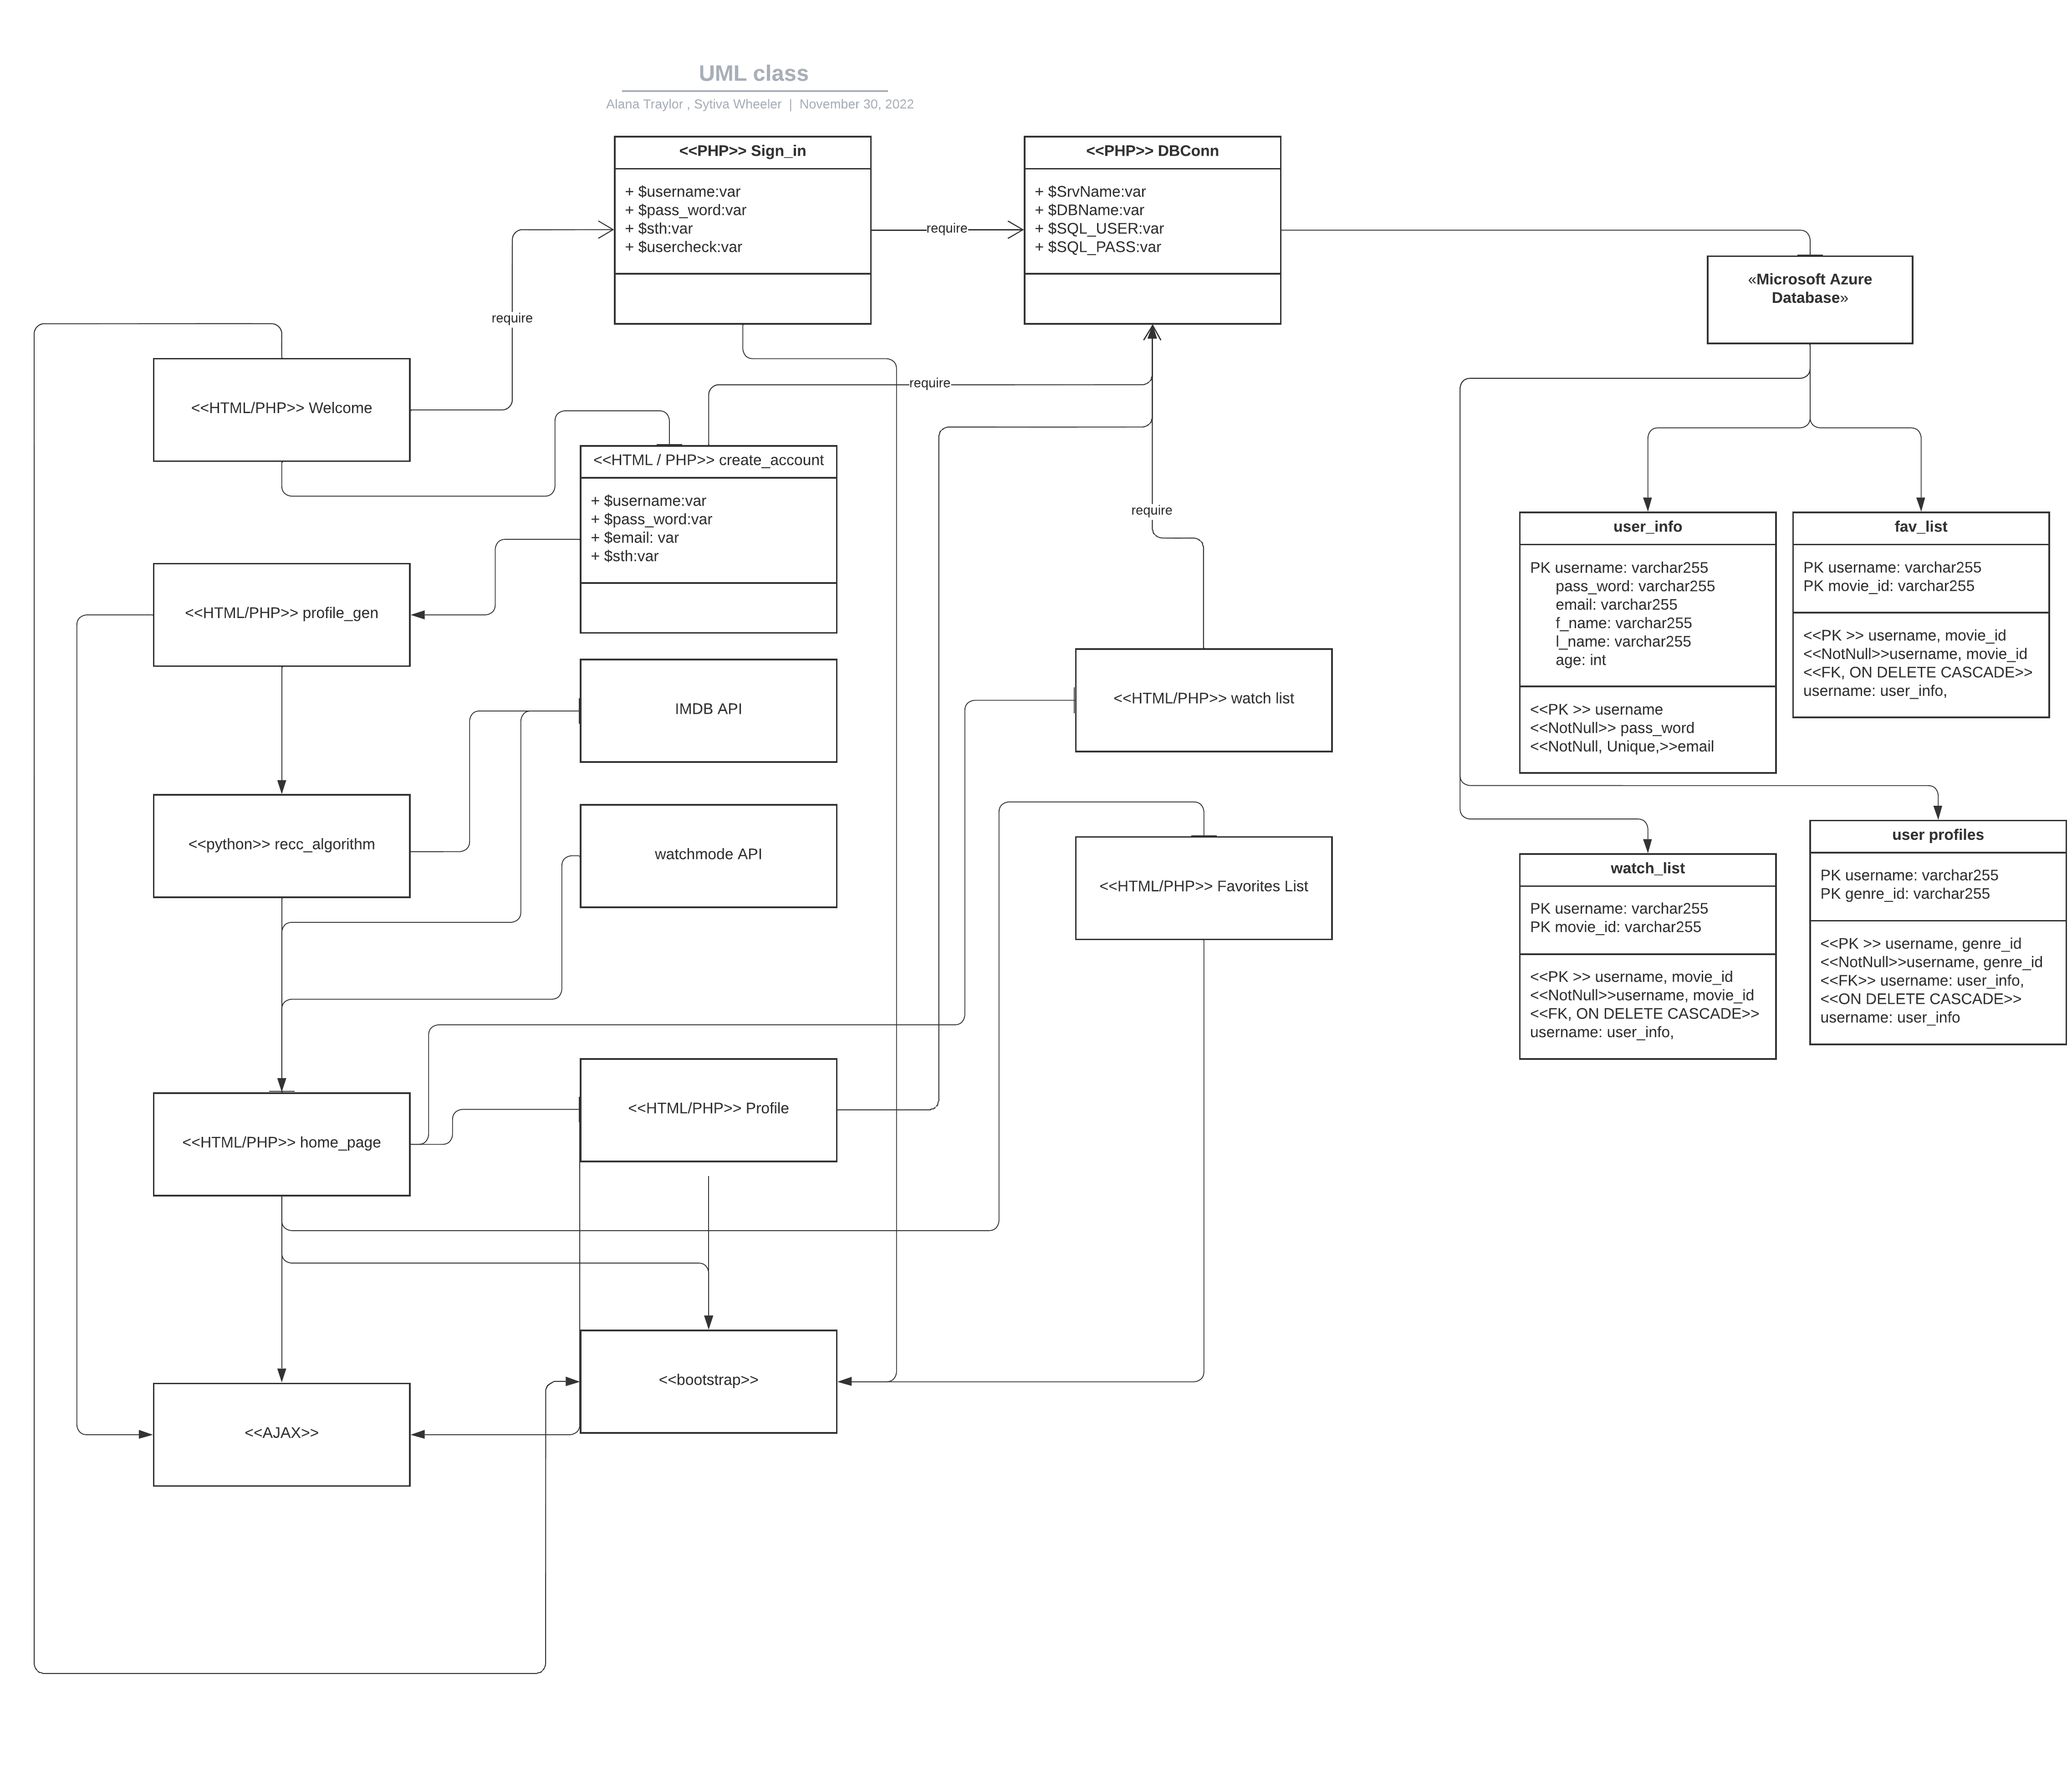 UML class
Alana Traylor , Sytiva Wheeler | November 30, 2022
<<PHP>> Sign_in
+ $username:var
+ $pass_word:var
+ $sth:var
+ $usercheck:var
require
<<PHP>> DBConn
+ $SrvName:var
+ $DBName:var
+ $SQL_USER:var
+ $SQL_PASS:var
«Microsoft Azure
Database»
require
<<HTML/PHP>> Welcome
require
<<HTML / PHP>> create_account
+ $username:var
+ $pass_word:var
+ $email: var
+ $sth:var
require
<<HTML/PHP>> profile_gen
IMDB API
<<HTML/PHP>> watch list
<<python>> recc_algorithm
watchmode API
<<HTML/PHP>> Favorites List
<<HTML/PHP>> home_page
<<HTML/PHP>> Profile
<<bootstrap>>
<<AJAX>>
user_info
PK username: varchar255
pass_word: varchar255
email: varchar255
f_name: varchar255
l_name: varchar255
age: int
<<PK >> username
<<NotNull>> pass_word
<<NotNull, Unique,>>email
fav_list
PK username: varchar255
PK movie_id: varchar255
<<PK >> username, movie_id
<<NotNull>>username, movie_id
<<FK, ON DELETE CASCADE>>
username: user_info,
watch_list
PK username: varchar255
PK movie_id: varchar255
<<PK >> username, movie_id
<<NotNull>>username, movie_id
<<FK, ON DELETE CASCADE>>
username: user_info,
user profiles
PK username: varchar255
PK genre_id: varchar255
<<PK >> username, genre_id
<<NotNull>>username, genre_id
<<FK>> username: user_info,
<<ON DELETE CASCADE>>
username: user_info